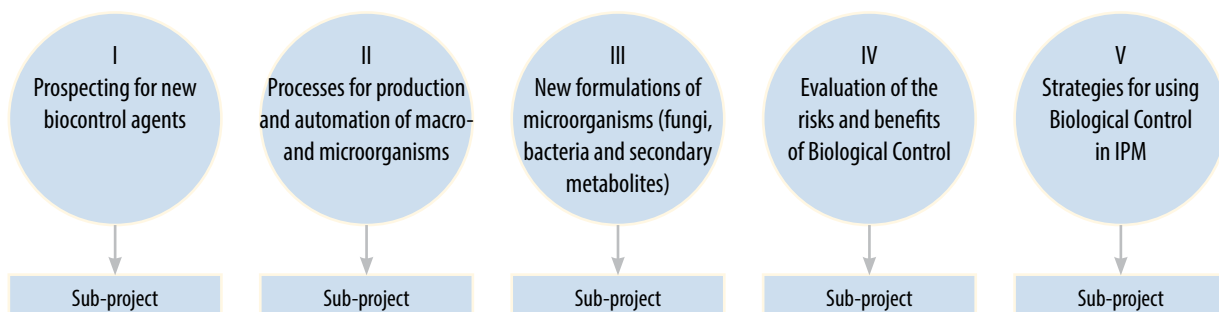 I
Prospecting for new
biocontrol agents
II
Processes for production
and automation of macro-
and microorganisms
III
New formulations of
microorganisms (fungi,
bacteria and secondary
metabolites)
IV
Evaluation of the
risks and benefits
of Biological Control
V
Strategies for using
Biological Control
in IPM
Sub-project
Sub-project
Sub-project
Sub-project
Sub-project